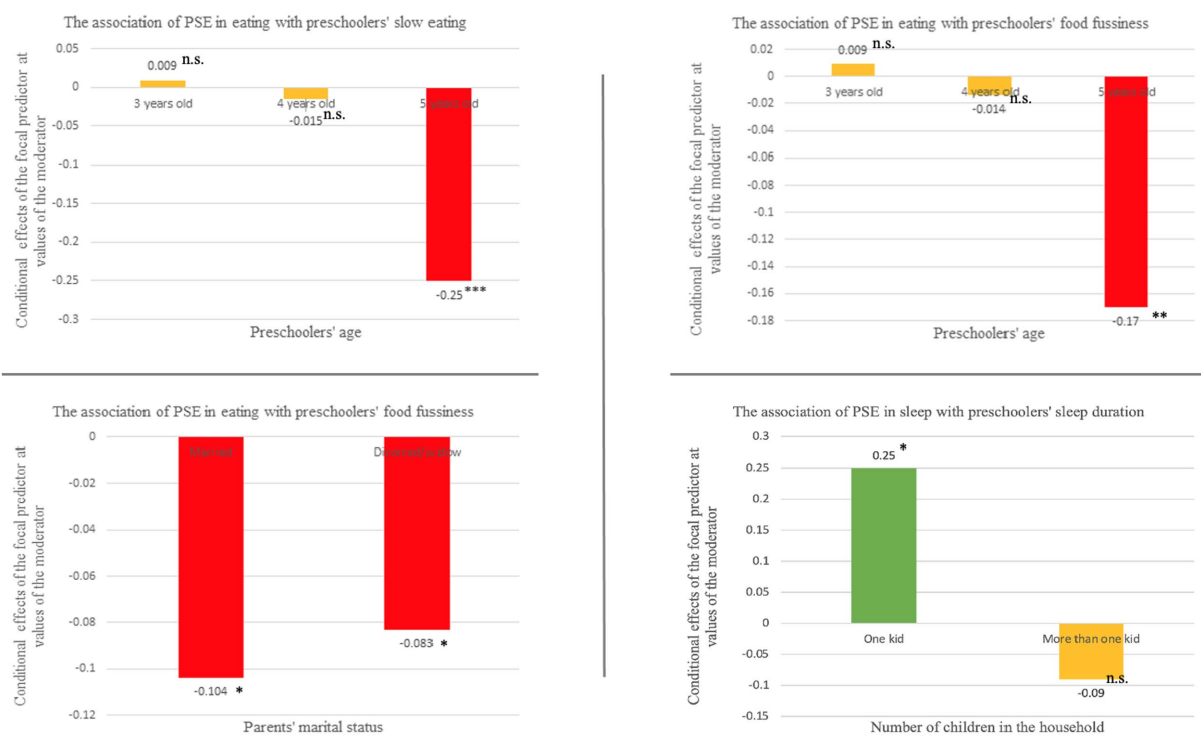 The association of PSE in eating with preschoolers' slow eating
Conditional effects of the focal predictor at
values of the moderator
0.05
0
-0.05
-0.1
-0.15
-0.2
-0.25
-0.3
0.009 n.s.
3 years old
4 years old
-0.015 n.s.
5 years old
-0.25 ***
Preschoolers' age
The association of PSE in eating with preschoolers' food fussiness
Conditional effects of the focal predictor at
values of the moderator
0.02
0
-0.02
-0.04
-0.06
-0.08
-0.1
-0.12
-0.14
-0.16
-0.18
0.009 n.s.
3 years old
4 years old
-0.014 n.s.
5 years old
-0.17 **
Preschoolers' age
The association of PSE in eating with preschoolers' food fussiness
Conditional effects of the focal predictor at
values of the moderator
0
-0.02
-0.04
-0.06
-0.08
-0.1
-0.12
Married
Divorced/widow
-0.104 *
-0.083 *
Parents' marital status
The association of PSE in sleep with preschoolers' sleep duration
Conditional effects of the focal predictor at
values of the moderator
0.3
0.25
0.2
0.15
0.1
0.05
0
-0.05
-0.1
-0.15
0.25 *
One kid
More than one kid
n.s.
-0.09
Number of children in the household